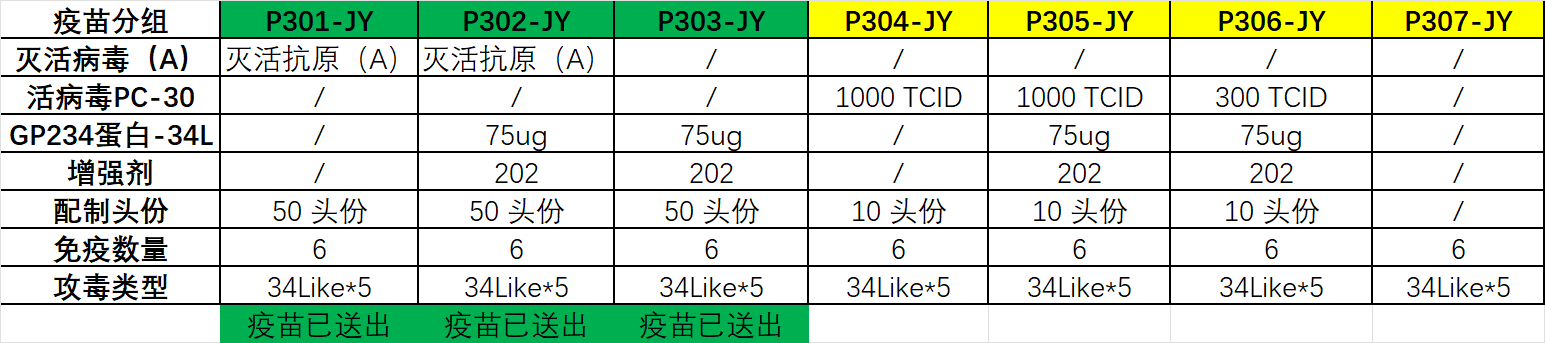 疫苗分组 P301-JY P302-JY P303-JY P304-JY P305-JY P306-JY P307-JY
灭活病毒（A） 灭活抗原（A） 灭活抗原（A） / / / / /
活病毒PC-30 / / / 1000 TCID 1000 TCID 300 TCID /
GP234蛋白-34L / 75ug 75ug / 75ug 75ug /
增强剂 / 202 202 / 202 202 /
配制头份 50 头份 50 头份 50 头份 10 头份 10 头份 10 头份 /
免疫数量 6 6 6 6 6 6 6
攻毒类型 34Like*5 34Like*5 34Like*5 34Like*5 34Like*5 34Like*5 34Like*5
疫苗已送出 疫苗已送出 疫苗已送出